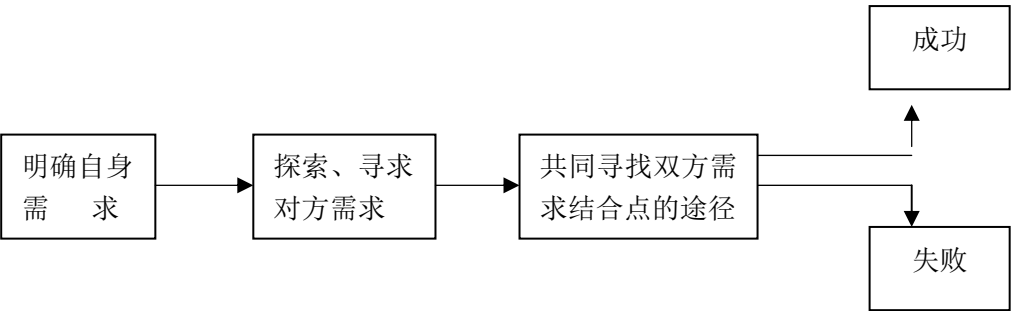 成功
明确自身
需 求
探索、寻求
对方需求
共同寻找双方需
求结合点的途径
失败